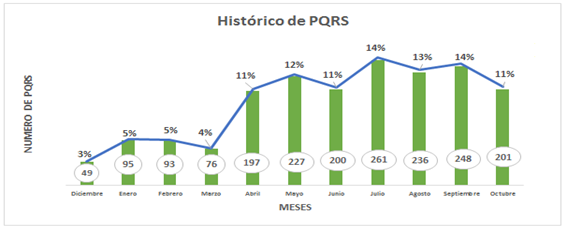 Histórico de PQRS
NUMERO DE PQRS
3% 5% 5% 4% 11% 12% 11% 14% 13% 14% 11%
49 95 93 76 197 227 200 261 236 248 201
Diciembre Enero Febrero Marzo Abril Mayo Junio Julio Agosto Septiembre Octubre
MESES